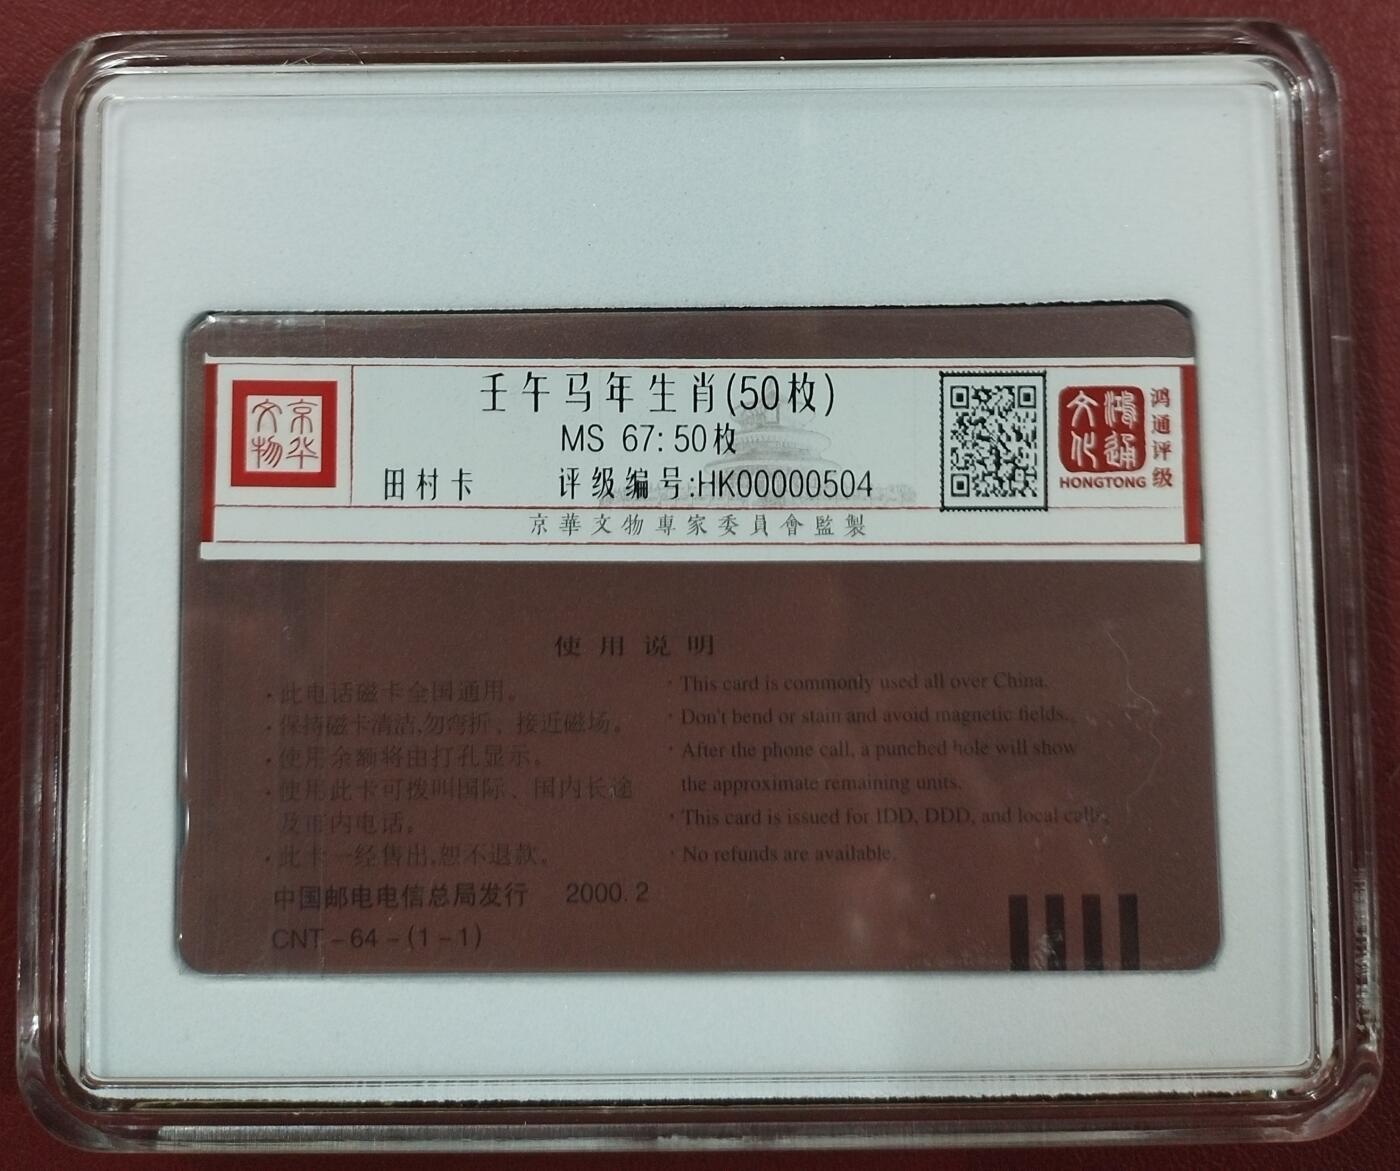 京华
文物
壬午马年生肖(50枚)
MS 67: 50枚
田村卡 评级编号:HK00000504
京華文物專家委員會監製
鸿通
文化
HONGTONG
鸿通评级
使用说明
· 此电话磁卡全国通用。
· 保持磁卡清洁,勿弯折、接近磁场。
· 使用余额将由打孔显示。
· 使用此卡可拨叫国际、国内长途
及市内电话。
· 此卡一经售出,恕不退款。
中国邮电电信总局发行 2000.2
CNT-64-(1-1)
· This card is commonly used all over China.
· Don't bend or stain and avoid magnetic fields.
· After the phone call, a punched hole will show
the approximate remaining units.
· This card is issued for IDD, DDD, and local calls.
· No refunds are available.